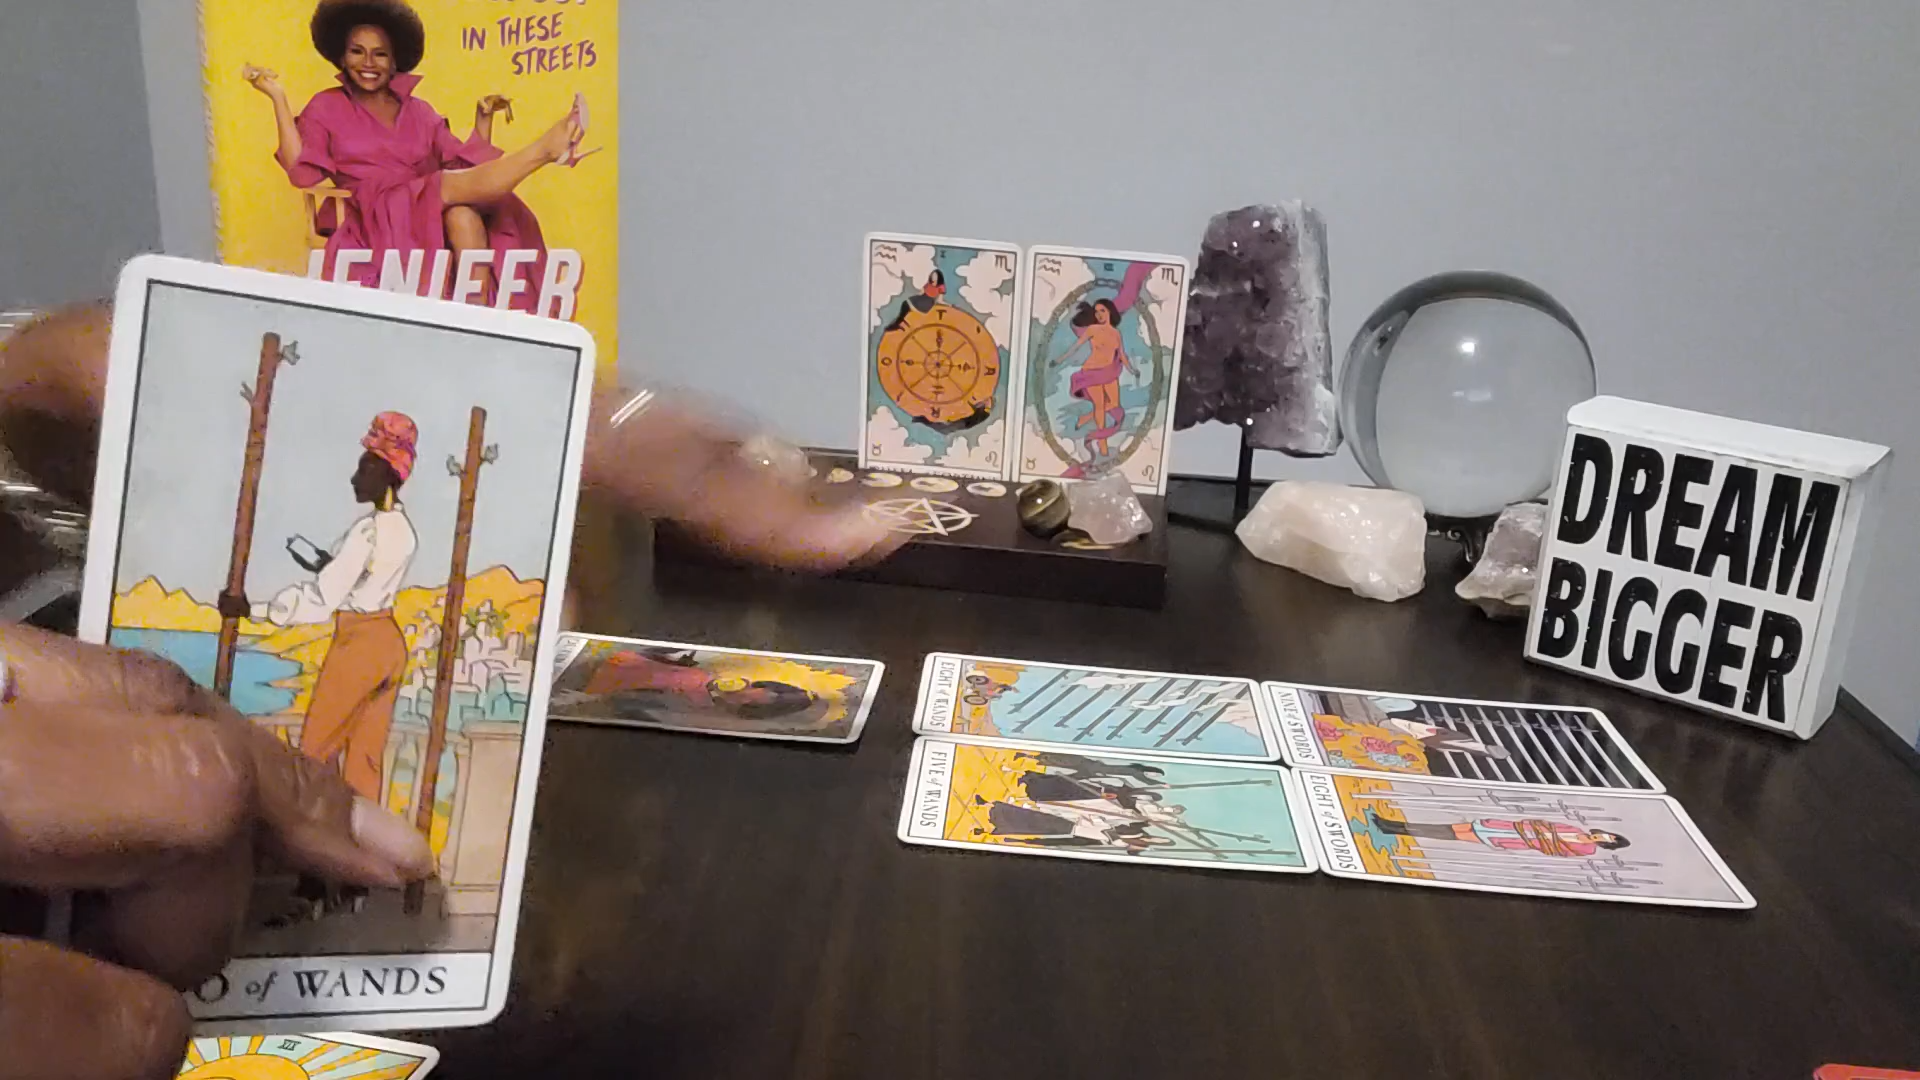 IN THESE
STREETS
JENIFER
O of WANDS
XIX
X
EIGHT of WANDS
NINE of SWORDS
FIVE of WANDS
EIGHT of SWORDS
DREAM
BIGGER